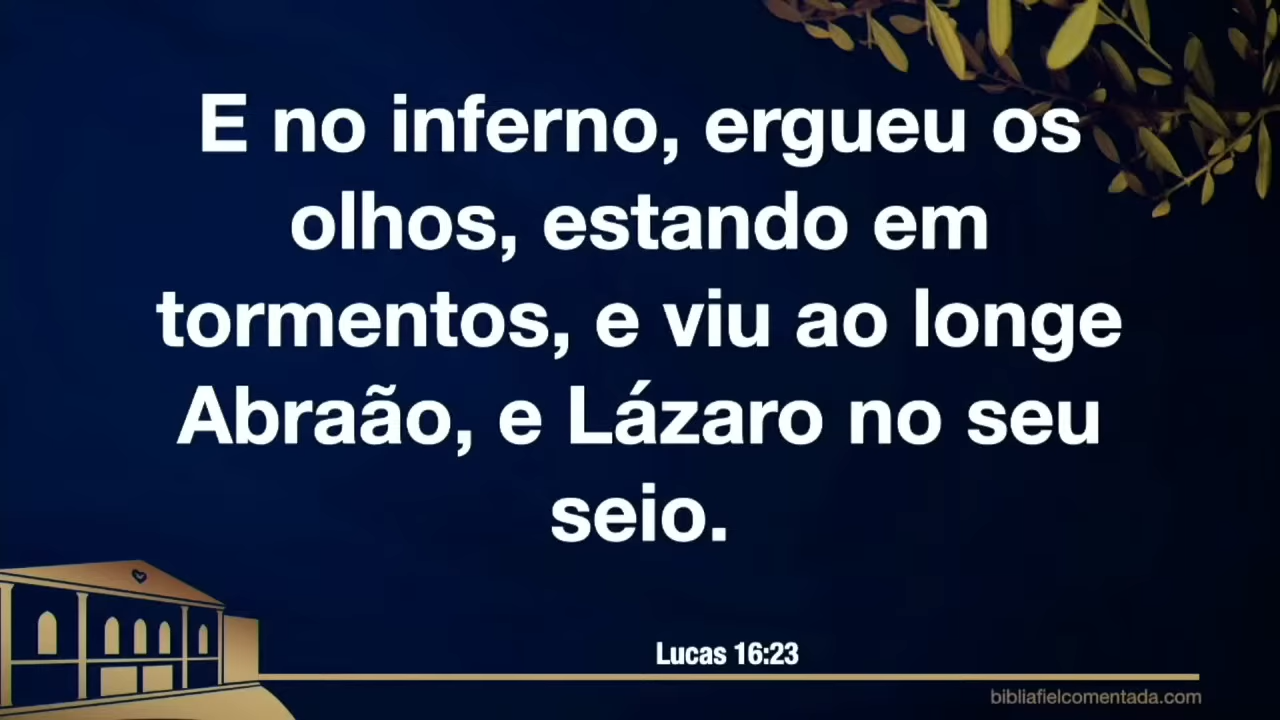 E no inferno, ergueu os
olhos, estando em
tormentos, e viu ao longe
Abraão, e Lázaro no seu
seio.
Lucas 16:23
bibliafielcomentada.com